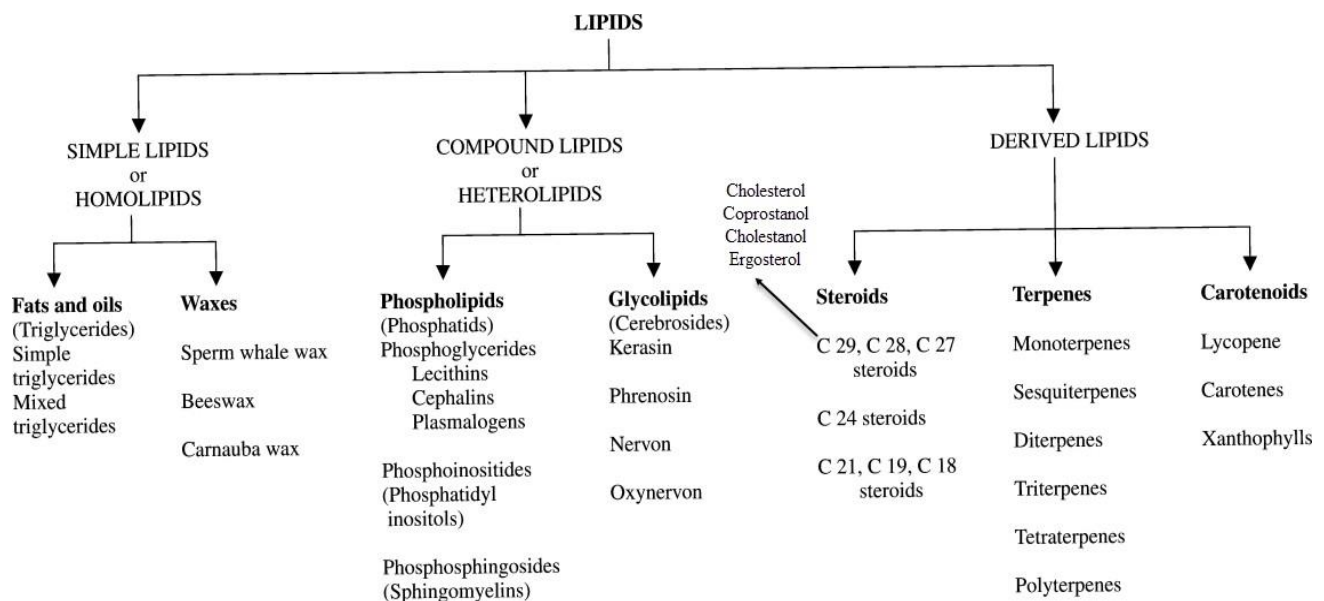 LIPIDS
SIMPLE LIPIDS
or
HOMOLIPIDS
COMPOUND LIPIDS
or
HETEROLIPIDS
DERIVED LIPIDS
Cholesterol
Coprostanol
Cholestanol
Ergosterol
Fats and oils
(Triglycerides)
Simple
triglycerides
Mixed
triglycerides
Waxes
Sperm whale wax
Beeswax
Carnauba wax
Phospholipids
(Phosphatids)
Phosphoglycerides
Lecithins
Cephalins
Plasmalogens
Phosphoinositides
(Phosphatidyl
inositols)
Phosphosphingosides
(Sphingomyelins)
Glycolipids
(Cerebrosides)
Kerasin
Phrenosin
Nervon
Oxynervon
Steroids
C 29, C 28, C 27
steroids
C 24 steroids
C 21, C 19, C 18
steroids
Terpenes
Monoterpenes
Sesquiterpenes
Diterpenes
Triterpenes
Tetraterpenes
Polyterpenes
Carotenoids
Lycopene
Carotenes
Xanthophylls